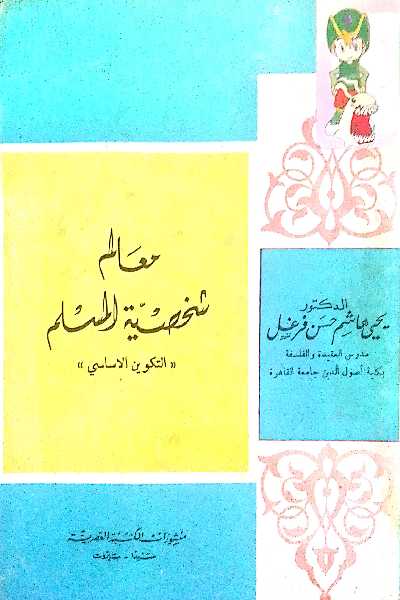 معالم
شخصية المسلم
« التكوين الاساسي »
الدكتور
يحيى هاشم حسن فرغل
مدرس العقيدة والفلسفة
بكلية أصول الدين جامعة القاهرة
منشورات المكتبة العصرية
صيدا - بيروت